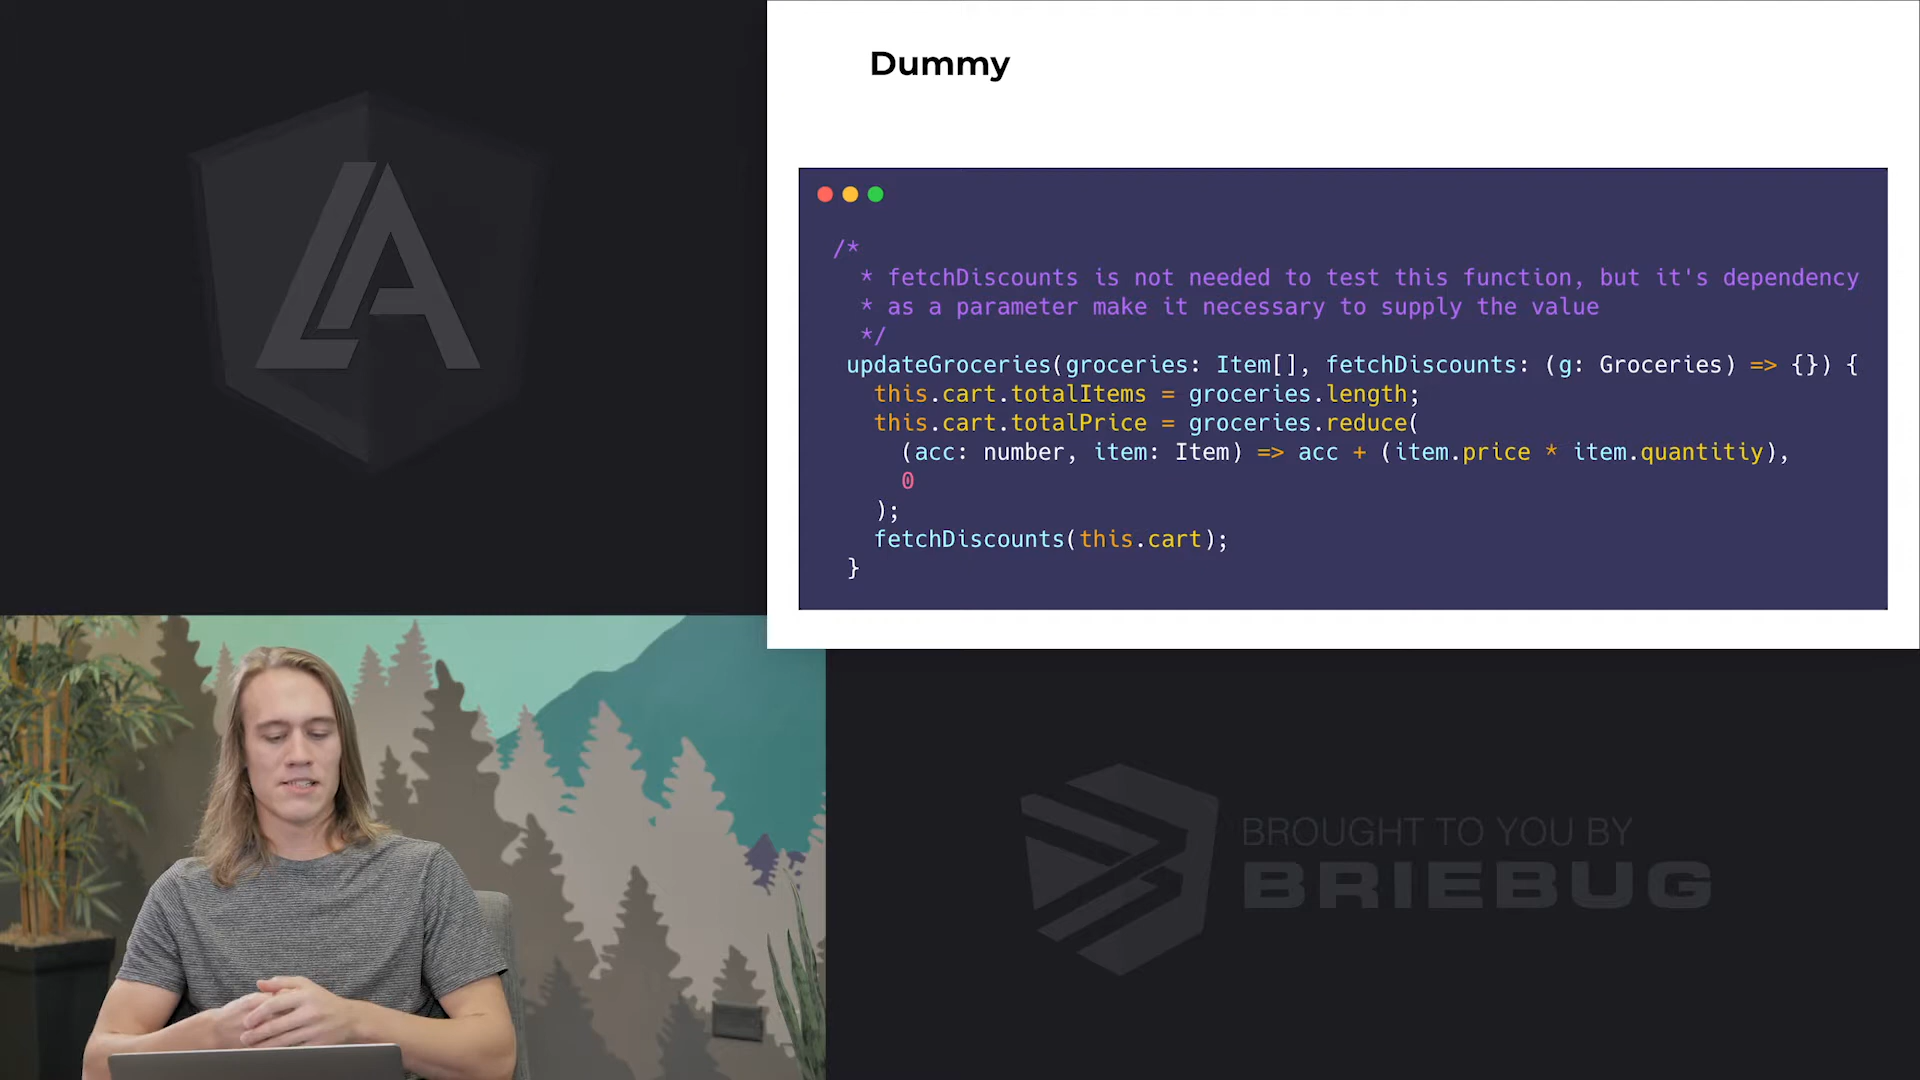 Dummy
/*
* fetchDiscounts is not needed to test this function, but it's dependency
* as a parameter make it necessary to supply the value
*/
updateGroceries(groceries: Item[], fetchDiscounts: (g: Groceries) => {}) {
this.cart.totalItems = groceries.length;
this.cart.totalPrice = groceries.reduce(
(acc: number, item: Item) => acc + (item.price * item.quantitiy),
0
);
fetchDiscounts(this.cart);
}
LA
BROUGHT TO YOU BY
BRIEBUG